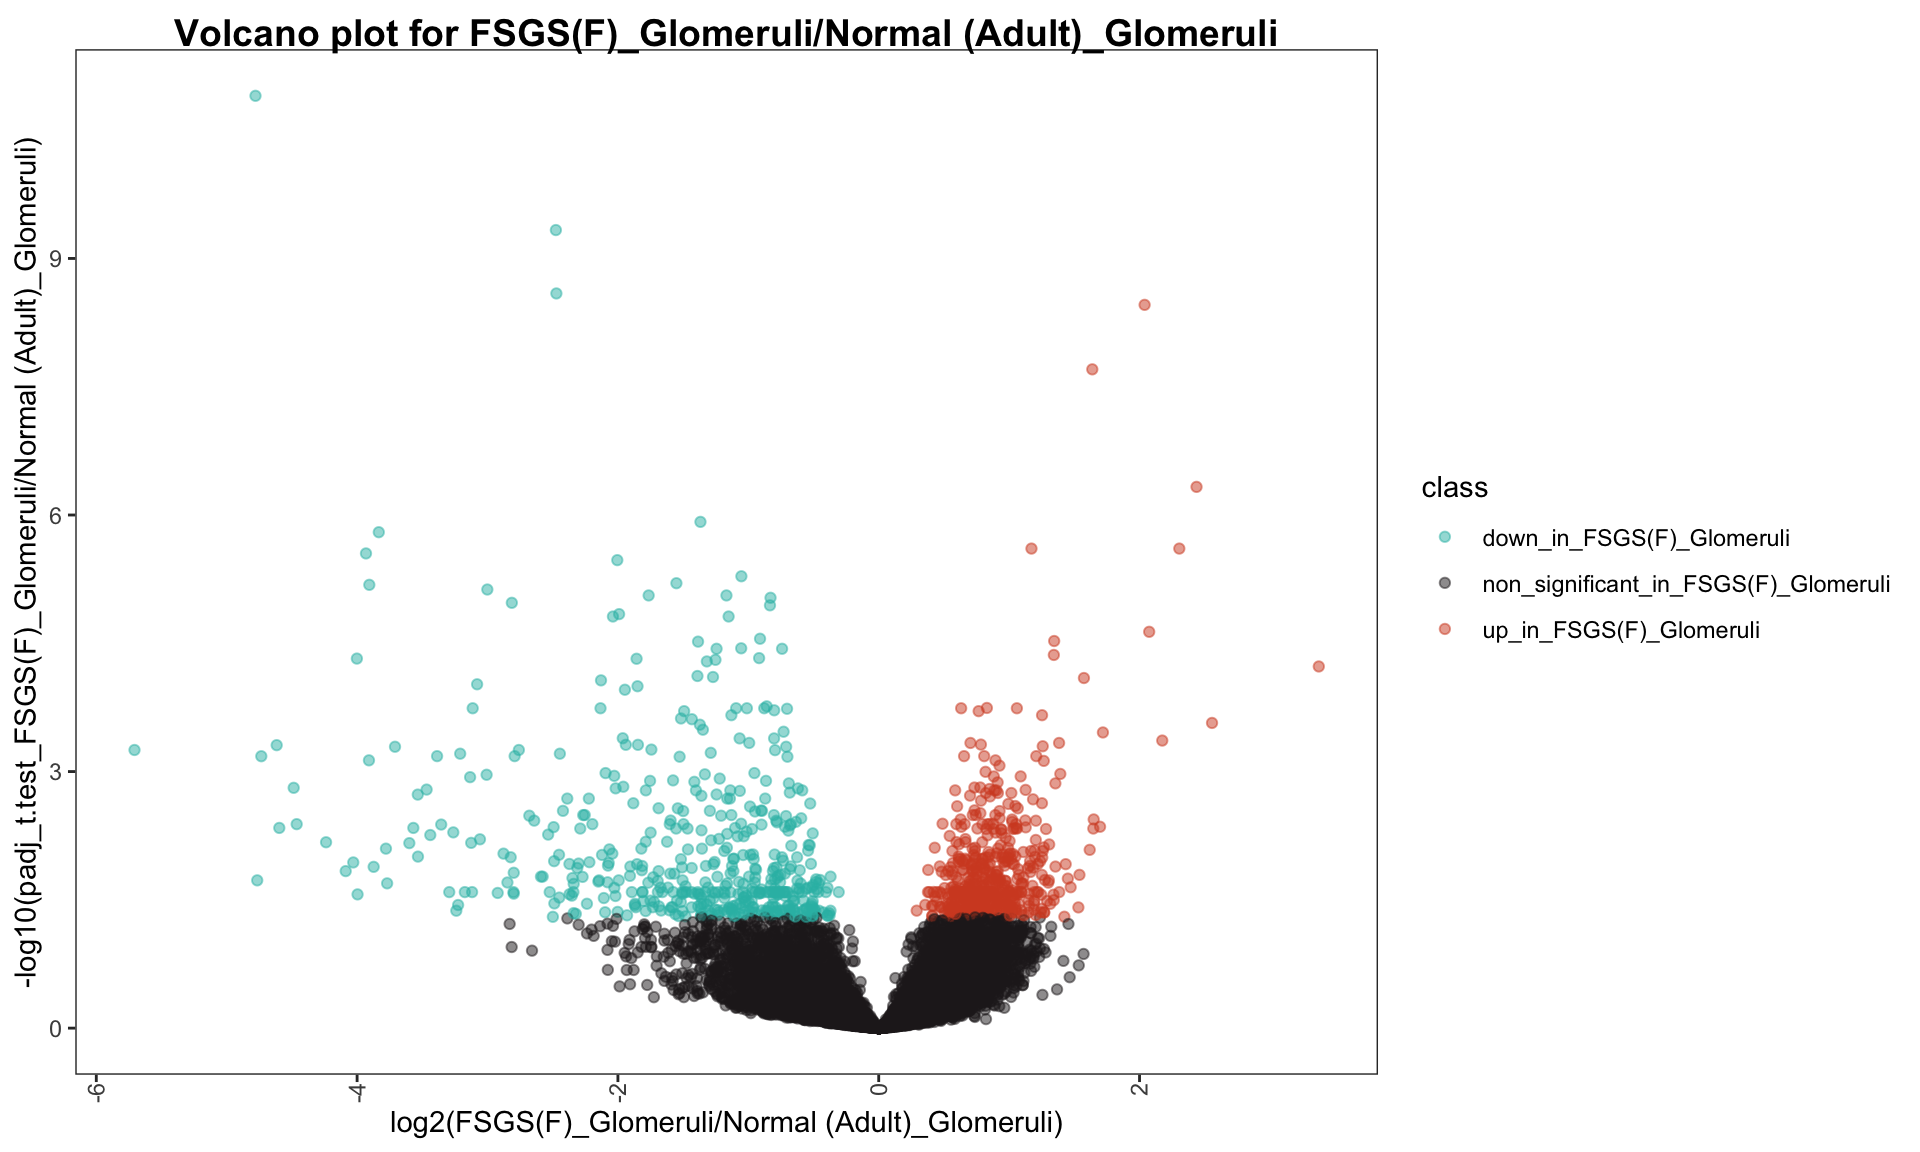 Volcano plot for FSGS(F)_Glomeruli/Normal (Adult)_Glomeruli
-log10(padj_t.test_FSGS(F)_Glomeruli/Normal (Adult)_Glomeruli)
9
6
3
0
-6
-4
-2
0
2
log2(FSGS(F)_Glomeruli/Normal (Adult)_Glomeruli)
class
down_in_FSGS(F)_Glomeruli
non_significant_in_FSGS(F)_Glomeruli
up_in_FSGS(F)_Glomeruli